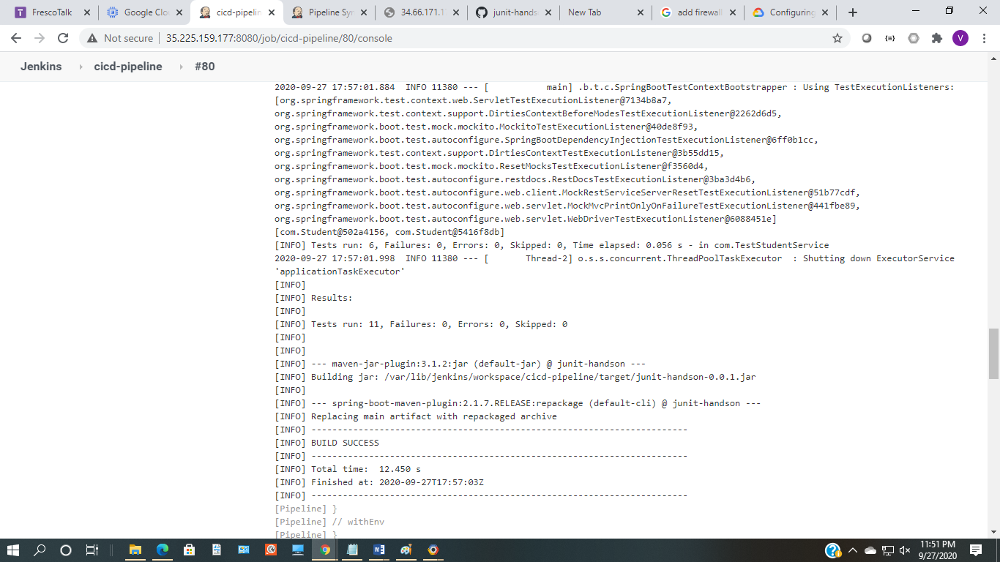 FrescoTalk
Google Clo
cicd-pipelin
Pipeline Syn
34.66.171.1
junit-hands
New Tab
add firewall
Configuring
Not secure
35.225.159.177:8080/job/cicd-pipeline/80/console
V
Jenkins
cicd-pipeline
#80
2020-09-27 17:57:01.884  INFO 11380 --- [           main] .b.t.c.SpringBootTestContextBootstrapper : Using TestExecutionListeners:
[org.springframework.test.context.web.ServletTestExecutionListener@7134b8a7,
org.springframework.test.context.support.DirtiesContextBeforeModesTestExecutionListener@2262d6d5,
org.springframework.boot.test.mock.mockito.MockitoTestExecutionListener@40de8f93,
org.springframework.boot.test.autoconfigure.SpringBootDependencyInjectionTestExecutionListener@6ff0b1cc,
org.springframework.test.context.support.DirtiesContextTestExecutionListener@3b55dd15,
org.springframework.boot.test.mock.mockito.ResetMocksTestExecutionListener@f3560d4,
org.springframework.boot.test.autoconfigure.restdocs.RestDocsTestExecutionListener@3ba3d4b6,
org.springframework.boot.test.autoconfigure.web.client.MockRestServiceServerResetTestExecutionListener@51b77cdf,
org.springframework.boot.test.autoconfigure.web.servlet.MockMvcPrintOnlyOnFailureTestExecutionListener@441fbe89,
org.springframework.boot.test.autoconfigure.web.servlet.WebDriverTestExecutionListener@6088451e]
[com.Student@502a4156, com.Student@5416f8db]
[INFO] Tests run: 6, Failures: 0, Errors: 0, Skipped: 0, Time elapsed: 0.056 s - in com.TestStudentService
2020-09-27 17:57:01.998  INFO 11380 --- [       Thread-2] o.s.s.concurrent.ThreadPoolTaskExecutor  : Shutting down ExecutorService
'applicationTaskExecutor'
[INFO]
[INFO] Results:
[INFO]
[INFO] Tests run: 11, Failures: 0, Errors: 0, Skipped: 0
[INFO]
[INFO]
[INFO] --- maven-jar-plugin:3.1.2:jar (default-jar) @ junit-handson ---
[INFO] Building jar: /var/lib/jenkins/workspace/cicd-pipeline/target/junit-handson-0.0.1.jar
[INFO]
[INFO] --- spring-boot-maven-plugin:2.1.7.RELEASE:repackage (default-cli) @ junit-handson ---
[INFO] Replacing main artifact with repackaged archive
[INFO] ------------------------------------------------------------------------
[INFO] BUILD SUCCESS
[INFO] ------------------------------------------------------------------------
[INFO] Total time:  12.450 s
[INFO] Finished at: 2020-09-27T17:57:03Z
[INFO] ------------------------------------------------------------------------
[Pipeline] }
[Pipeline] // withEnv
[Pipeline] }
11:51 PM
9/27/2020